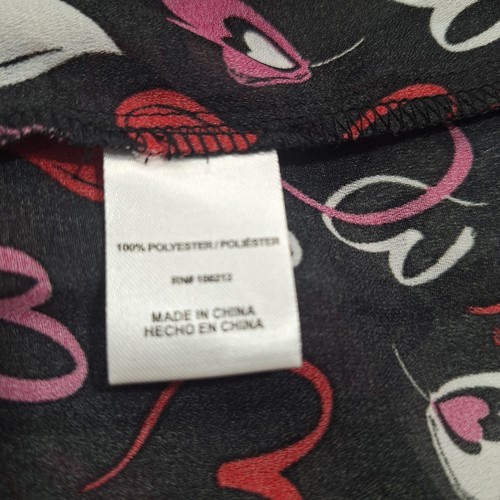 100% POLYESTER / POLIÉSTER
RN# 106212
MADE IN CHINA
HECHO EN CHINA